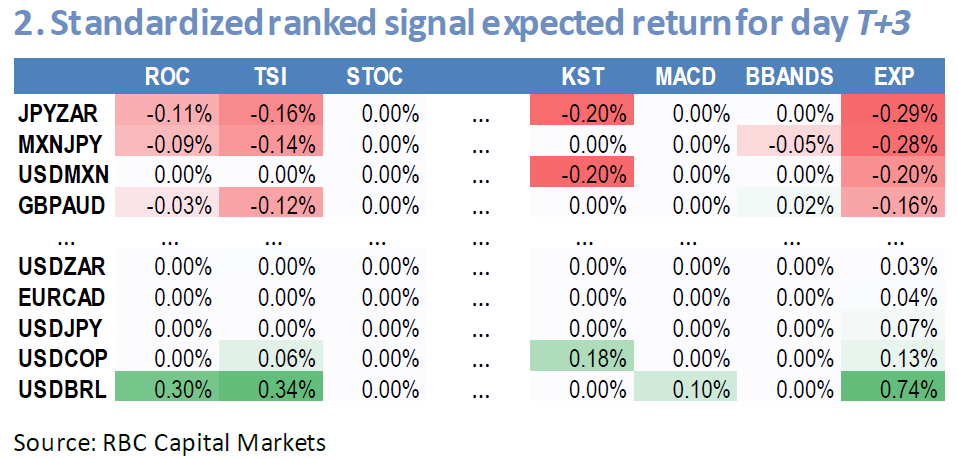 2. Standardized ranked signal expected return for day T+3
ROC TSI STOC KST MACD BBANDS EXP
JPYZAR -0.11% -0.16% 0.00% ... -0.20% 0.00% 0.00% -0.29%
MXNJPY -0.09% -0.14% 0.00% ... 0.00% 0.00% -0.05% -0.28%
USDMXN 0.00% 0.00% 0.00% ... -0.20% 0.00% 0.00% -0.20%
GBPAUD -0.03% -0.12% 0.00% ... 0.00% 0.00% 0.02% -0.16%
... ... ... ... ... ... ... ... ...
USDZAR 0.00% 0.00% 0.00% ... 0.00% 0.00% 0.00% 0.03%
EURCAD 0.00% 0.00% 0.00% ... 0.00% 0.00% 0.00% 0.04%
USDJPY 0.00% 0.00% 0.00% ... 0.00% 0.00% 0.00% 0.07%
USDCOP 0.00% 0.06% 0.00% ... 0.18% 0.00% 0.00% 0.13%
USDBRL 0.30% 0.34% 0.00% ... 0.00% 0.10% 0.00% 0.74%
Source: RBC Capital Markets